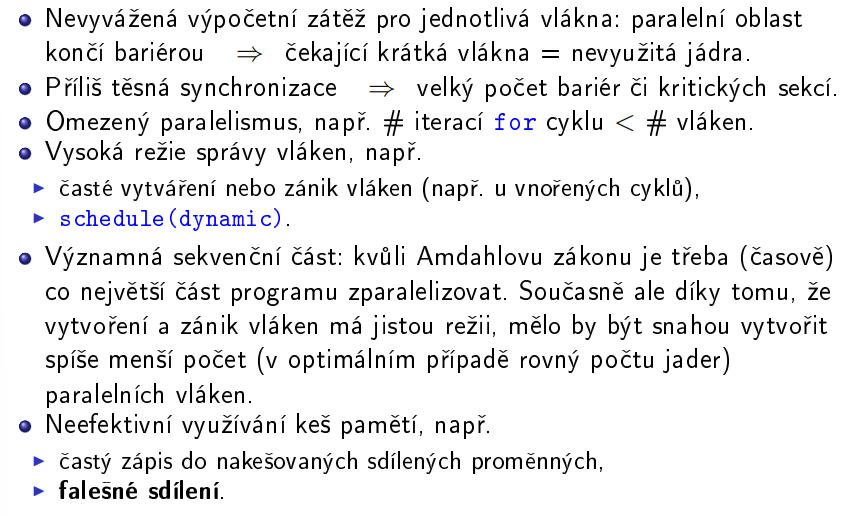 Nevyvážená výpočetní zátěž pro jednotlivá vlákna: paralelní oblast
končí bariérou ⇒ čekající krátká vlákna = nevyužitá jádra.
Příliš těsná synchronizace ⇒ velký počet bariér či kritických sekcí.
Omezený paralelismus, např. # iterací for cyklu < # vláken.
Vysoká režie správy vláken, např.
časté vytváření nebo zánik vláken (např. u vnořených cyklů),
schedule(dynamic).
Významná sekvenční část: kvůli Amdahlovu zákonu je třeba (časově)
co největší část programu zparalelizovat. Současně ale díky tomu, že
vytvoření a zánik vláken má jistou režii, mělo by být snahou vytvořit
spíše menší počet (v optimálním případě rovný počtu jader)
paralelních vláken.
Neefektivní využívání keš pamětí, např.
častý zápis do nakešovaných sdílených proměnných,
falešné sdílení.